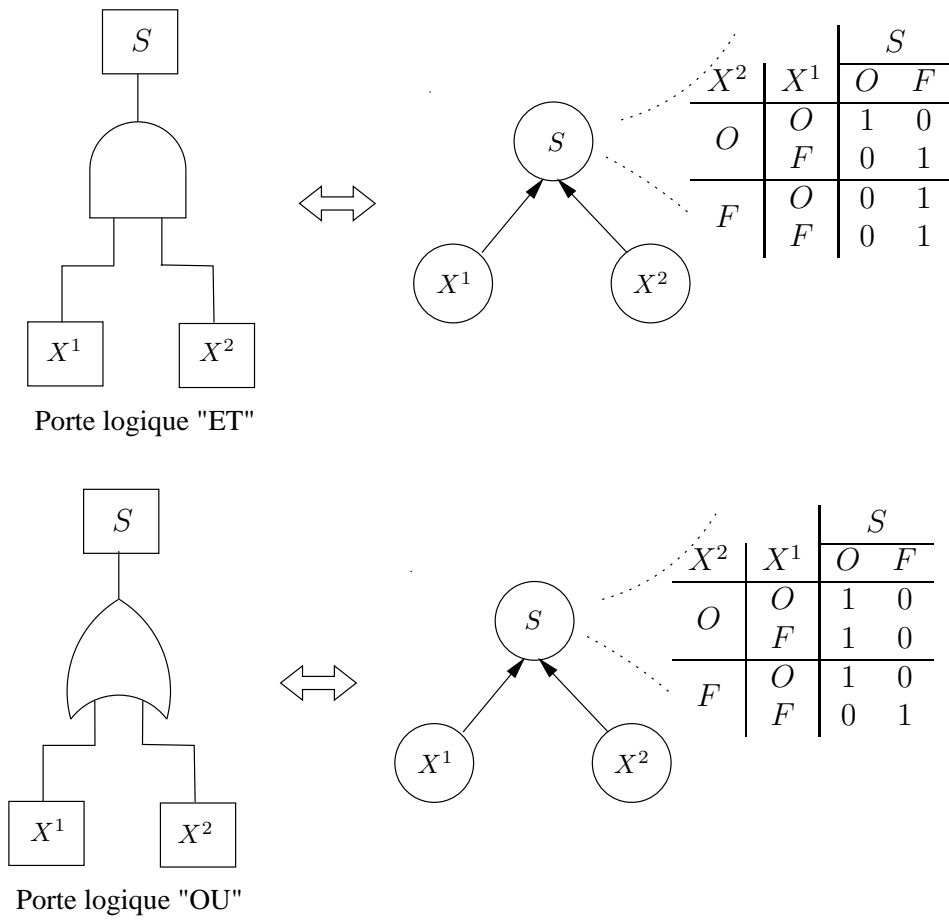 S
S
X² X¹ O F
O O 1 0
F 0 1
F O 0 1
F 0 1
S
X¹ X²
X¹ X²
Porte logique "ET"
S
S
X² X¹ O F
O O 1 0
F 1 0
F O 1 0
F 0 1
S
X¹ X²
X¹ X²
Porte logique "OU"